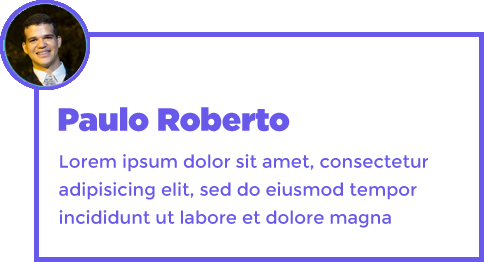 Paulo Roberto
Lorem ipsum dolor sit amet, consectetur
adipisicing elit, sed do eiusmod tempor
incididunt ut labore et dolore magna